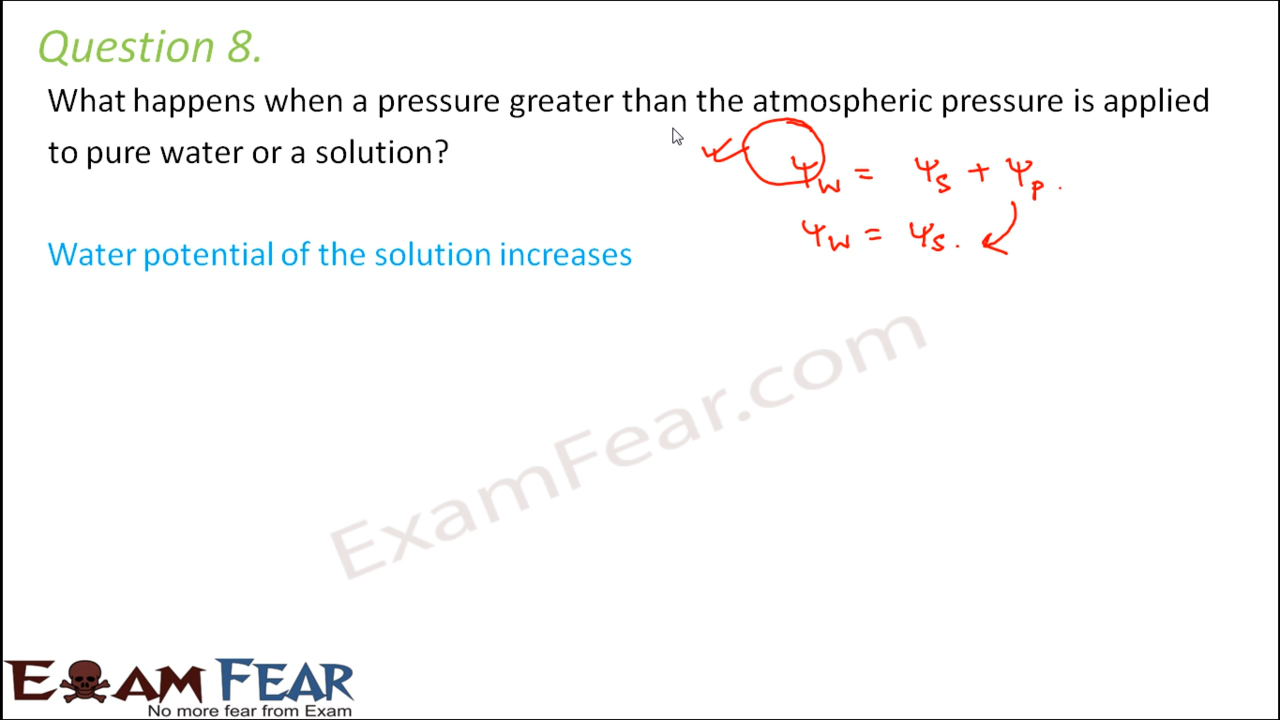 Question 8.
What happens when a pressure greater than the atmospheric pressure is applied
to pure water or a solution?
Ψw = Ψs + Ψp.
Ψw = Ψs.
Water potential of the solution increases
ExamFear.com
EXAM FEAR
No more fear from Exam